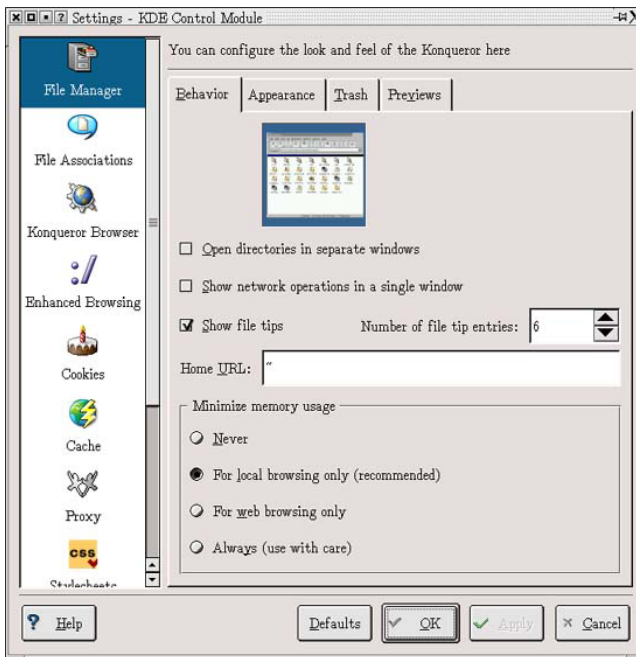 Settings - KDE Control Module
You can configure the look and feel of the Konqueror here
File Manager
File Associations
Konqueror Browser
Enhanced Browsing
Cookies
Cache
Proxy
css
Stylesheets
Behavior Appearance Trash Previews
Open directories in separate windows
Show network operations in a single window
Show file tips Number of file tip entries: 6
Home URL: ~
Minimize memory usage
Never
For local browsing only (recommended)
For web browsing only
Always (use with care)
? Help Defaults OK Apply Cancel